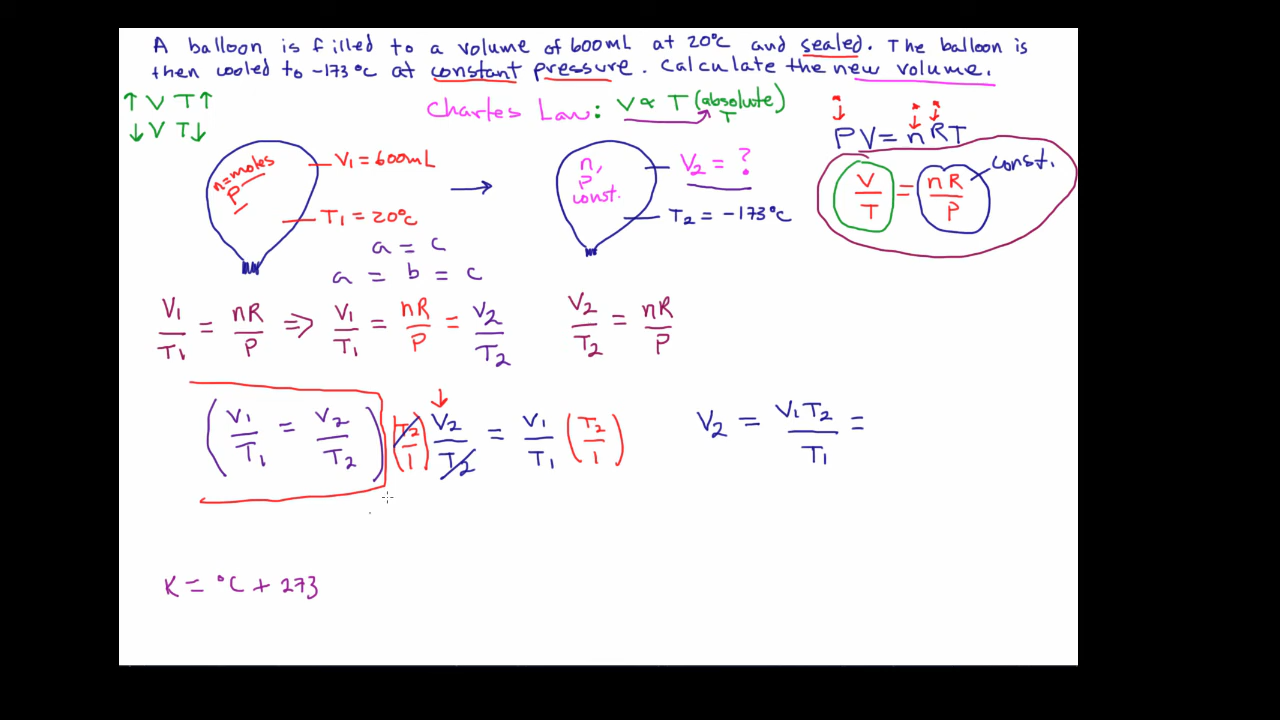 A balloon is filled to a volume of 600mL at 20°C and sealed. The balloon is
then cooled to -173°C at constant pressure. Calculate the new volume.
↑ V T ↑
↓ V T ↓
Charles Law: V ∝ T (absolute)
T
PV = nRT
V/T = nR/P const.
n=moles
P
V₁ = 600mL
T₁ = 20°C
→
n,
P
const.
V₂ = ?
T₂ = -173°C
a = c
a = b = c
V₁/T₁ = nR/P => V₁/T₁ = nR/P = V₂/T₂ V₂/T₂ = nR/P
(V₁/T₁ = V₂/T₂) (T₂/1) V₂/T₂ = V₁/T₁ (T₂/1) V₂ = V₁T₂/T₁ =
K = °C + 273